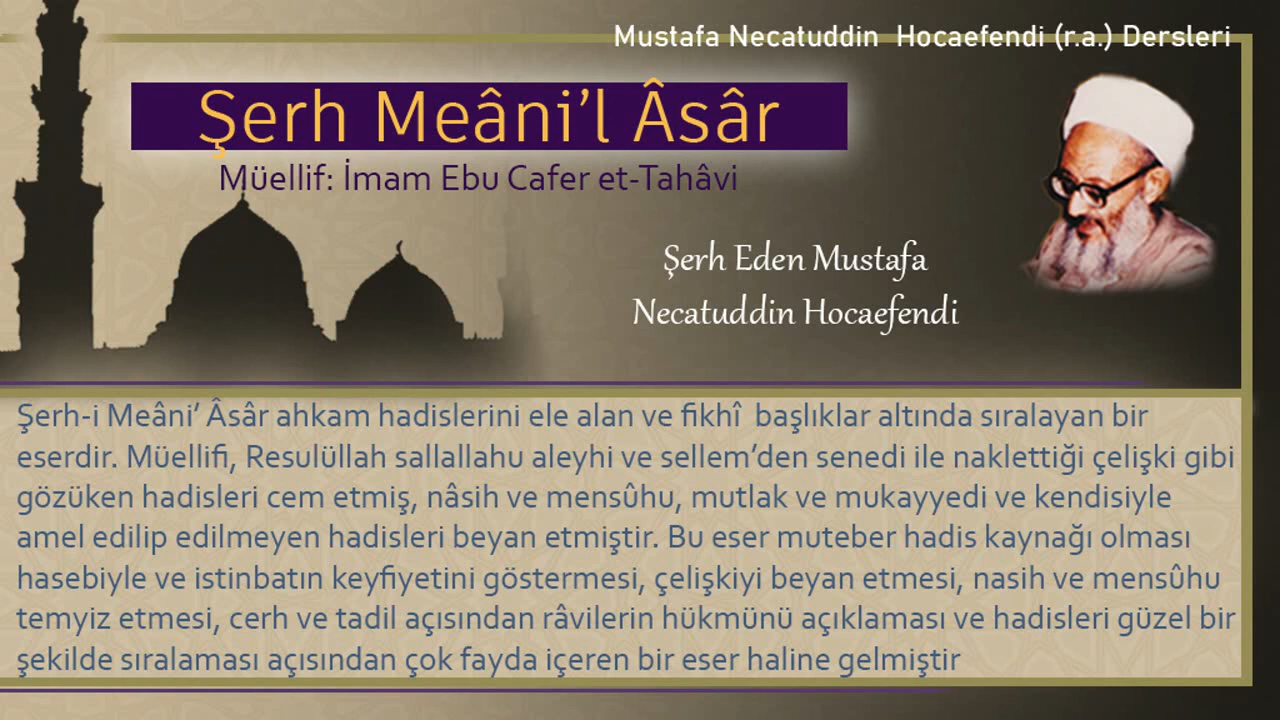 Mustafa Necatuddin Hocaefendi (r.a.) Dersleri
Şerh Meâni’l Âsâr
Müellif: İmam Ebu Cafer et-Tahâvi
Şerh Eden Mustafa
Necatuddin Hocaefendi
Şerh-i Meâni’ Âsâr ahkam hadislerini ele alan ve fikhî başlıklar altında sıralayan bir
eserdir. Müellifi, Resulüllah sallallahu aleyhi ve sellem’den senedi ile naklettiği çelişki gibi
gözüken hadisleri cem etmiş, nâsih ve mensûhu, mutlak ve mukayyedi ve kendisiyle
amel edilip edilmeyen hadisleri beyan etmiştir. Bu eser muteber hadis kaynağı olması
hasebiyle ve istinbatın keyfiyetini göstermesi, çelişkiyi beyan etmesi, nasih ve mensûhu
temyiz etmesi, cerh ve tadil açısından râvilerin hükmünü açıklaması ve hadisleri güzel bir
şekilde sıralaması açısından çok fayda içeren bir eser haline gelmiştir